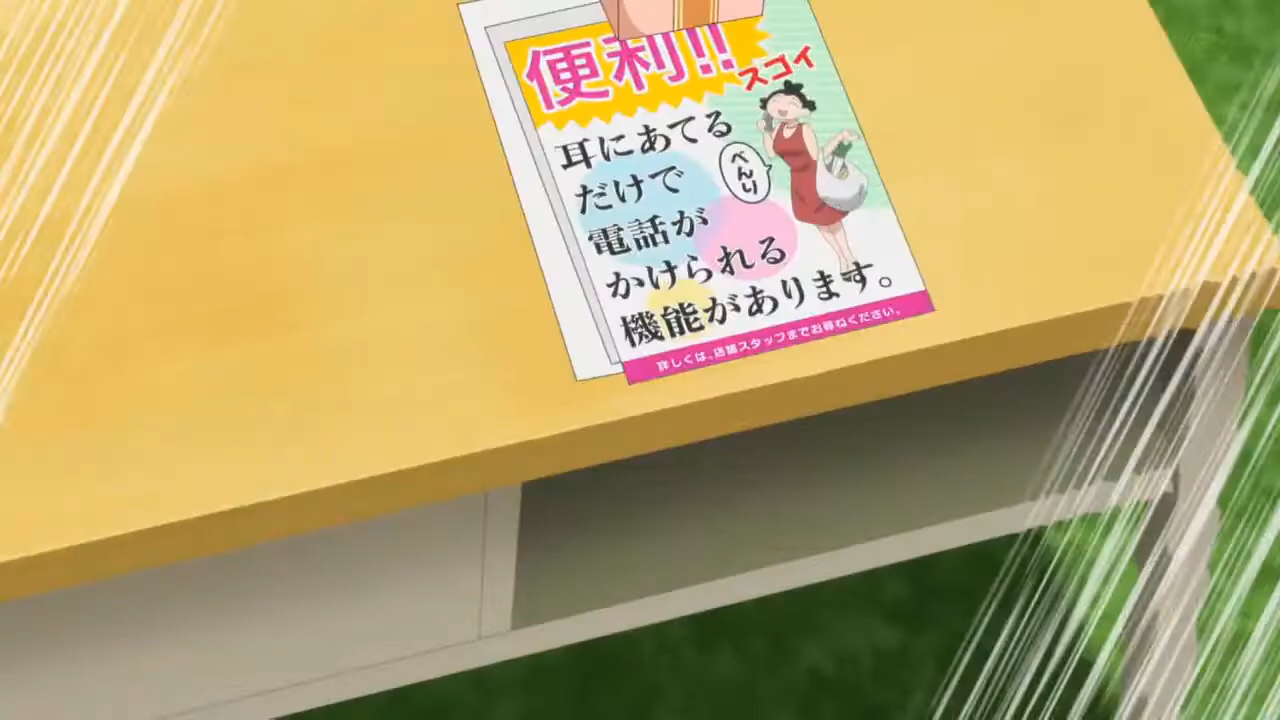 便利!!
スゴイ
耳にあてる
だけで
電話が
かけられる
機能があります。
べんり
詳しくは、店舗スタッフまでお尋ねください。